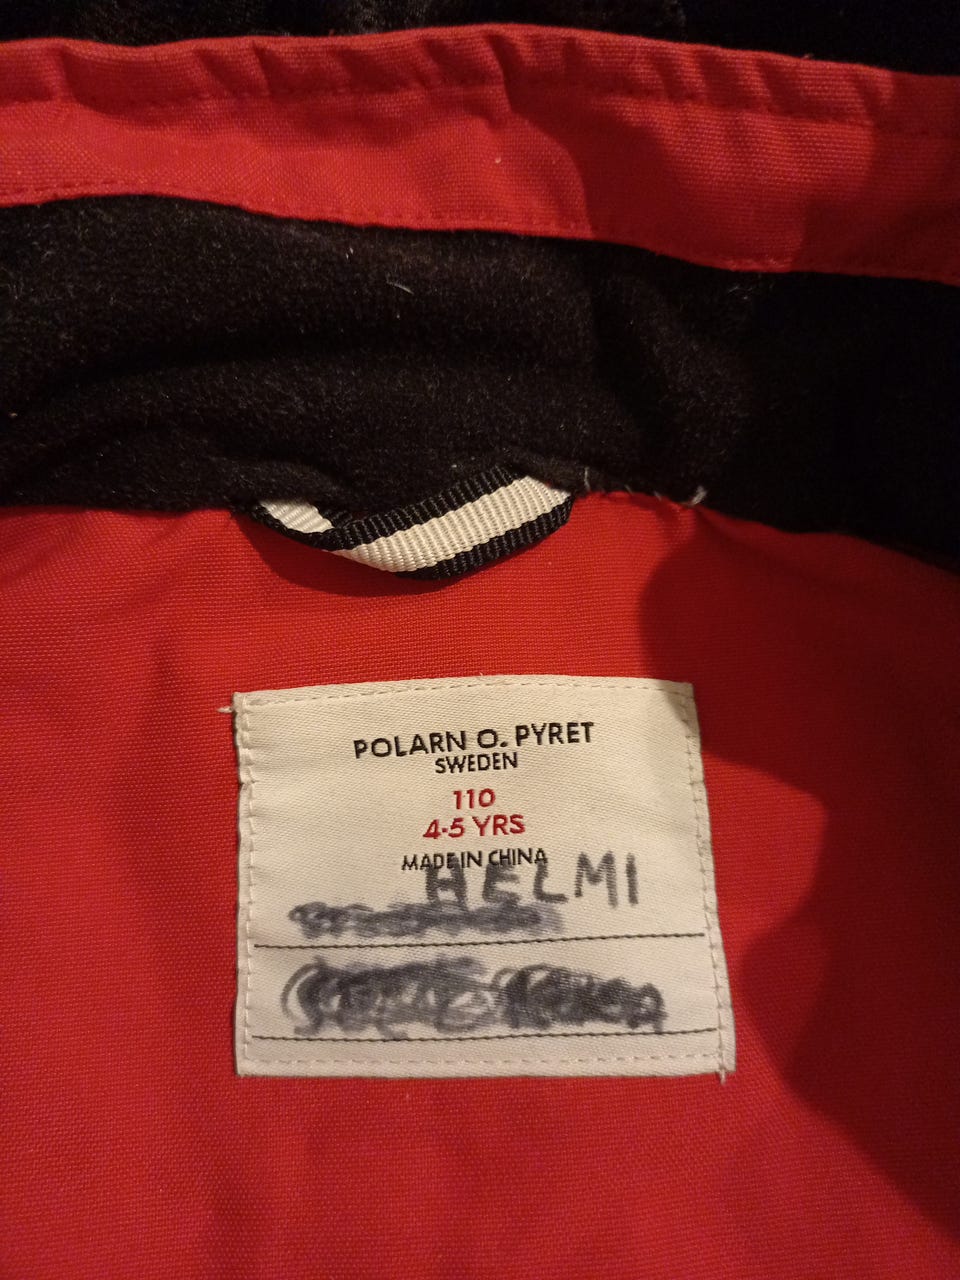 POLARN O. PYRET
SWEDEN
110
4-5 YRS
MADE IN CHINA
HELMI